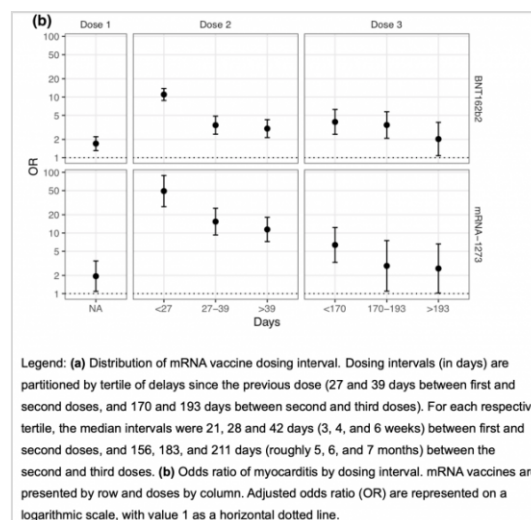 (b)
Dose 1 Dose 2 Dose 3
100
50
20
10
5
2
1
BNT162b2
OR
100
50
20
10
5
2
1
mRNA-1273
NA <27 27-39 >39 <170 170-193 >193
Days
Legend: (a) Distribution of mRNA vaccine dosing interval. Dosing intervals (in days) are
partitioned by tertile of delays since the previous dose (27 and 39 days between first and
second doses, and 170 and 193 days between second and third doses). For each respective
tertile, the median intervals were 21, 28 and 42 days (3, 4, and 6 weeks) between first and
second doses, and 156, 183, and 211 days (roughly 5, 6, and 7 months) between the
second and third doses. (b) Odds ratio of myocarditis by dosing interval. mRNA vaccines are
presented by row and doses by column. Adjusted odds ratio (OR) are represented on a
logarithmic scale, with value 1 as a horizontal dotted line.